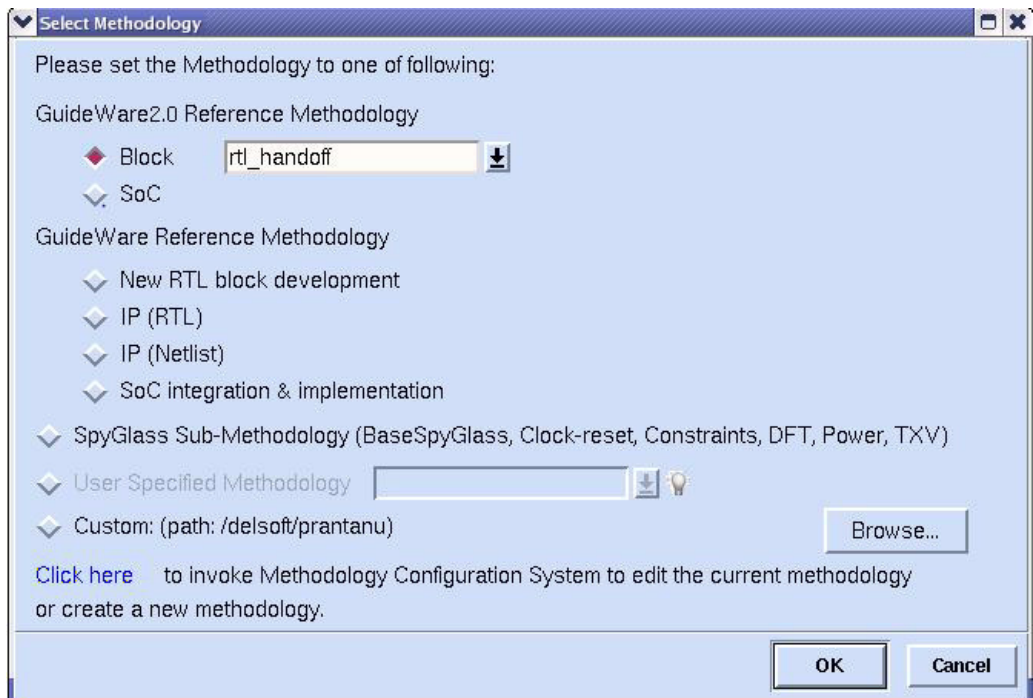 Select Methodology
Please set the Methodology to one of following:
GuideWare2.0 Reference Methodology
Block rtl_handoff
SoC
GuideWare Reference Methodology
New RTL block development
IP (RTL)
IP (Netlist)
SoC integration & implementation
SpyGlass Sub-Methodology (BaseSpyGlass, Clock-reset, Constraints, DFT, Power, TXV)
User Specified Methodology
Custom: (path: /delsoft/prantanu)
Browse...
Click here to invoke Methodology Configuration System to edit the current methodology
or create a new methodology.
OK Cancel